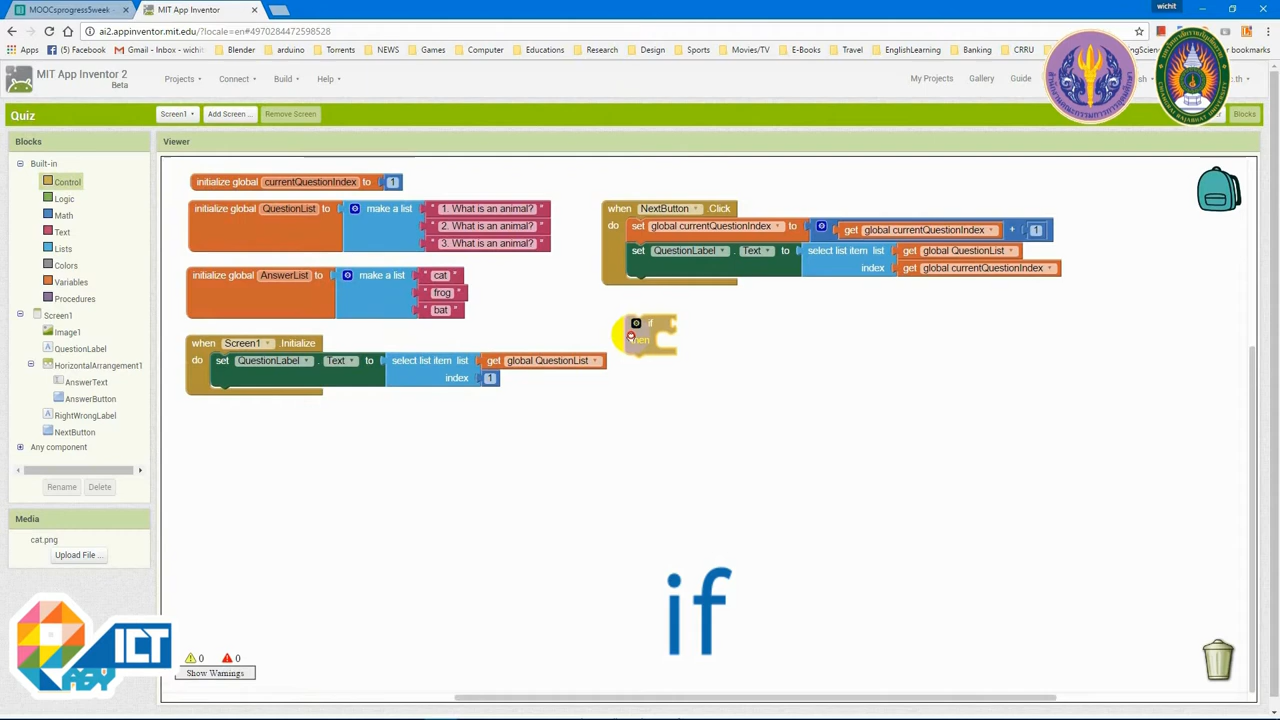 wichit
MOOCsprogress5week - ×
MIT App Inventor ×
ai2.appinventor.mit.edu/?locale=en#4970284472598528
Apps (5) Facebook Gmail - Inbox - wichit Blender arduino Torrents NEWS Games Computer Educations Research Design Sports Movies/TV E-Books Travel EnglishLearning Banking CRRU
MIT App Inventor 2
Beta
Projects Connect Build Help My Projects Gallery Guide
Quiz Screen1 Add Screen ... Remove Screen Blocks
Blocks Viewer
Built-in
Control
Logic
Math
Text
Lists
Colors
Variables
Procedures
Screen1
Image1
QuestionLabel
HorizontalArrangement1
AnswerText
AnswerButton
RightWrongLabel
NextButton
Any component
Rename Delete
Media
cat.png
Upload File ...
initialize global currentQuestionIndex to 1
initialize global QuestionList to make a list " 1. What is an animal? "
" 2. What is an animal? "
" 3. What is an animal? "
initialize global AnswerList to make a list " cat "
" frog "
" bat "
when Screen1 .Initialize
do set QuestionLabel . Text to select list item list get global QuestionList
index 1
when NextButton .Click
do set global currentQuestionIndex to get global currentQuestionIndex + 1
set QuestionLabel . Text to select list item list get global QuestionList
index get global currentQuestionIndex
if
if
ICT
0 0
Show Warnings